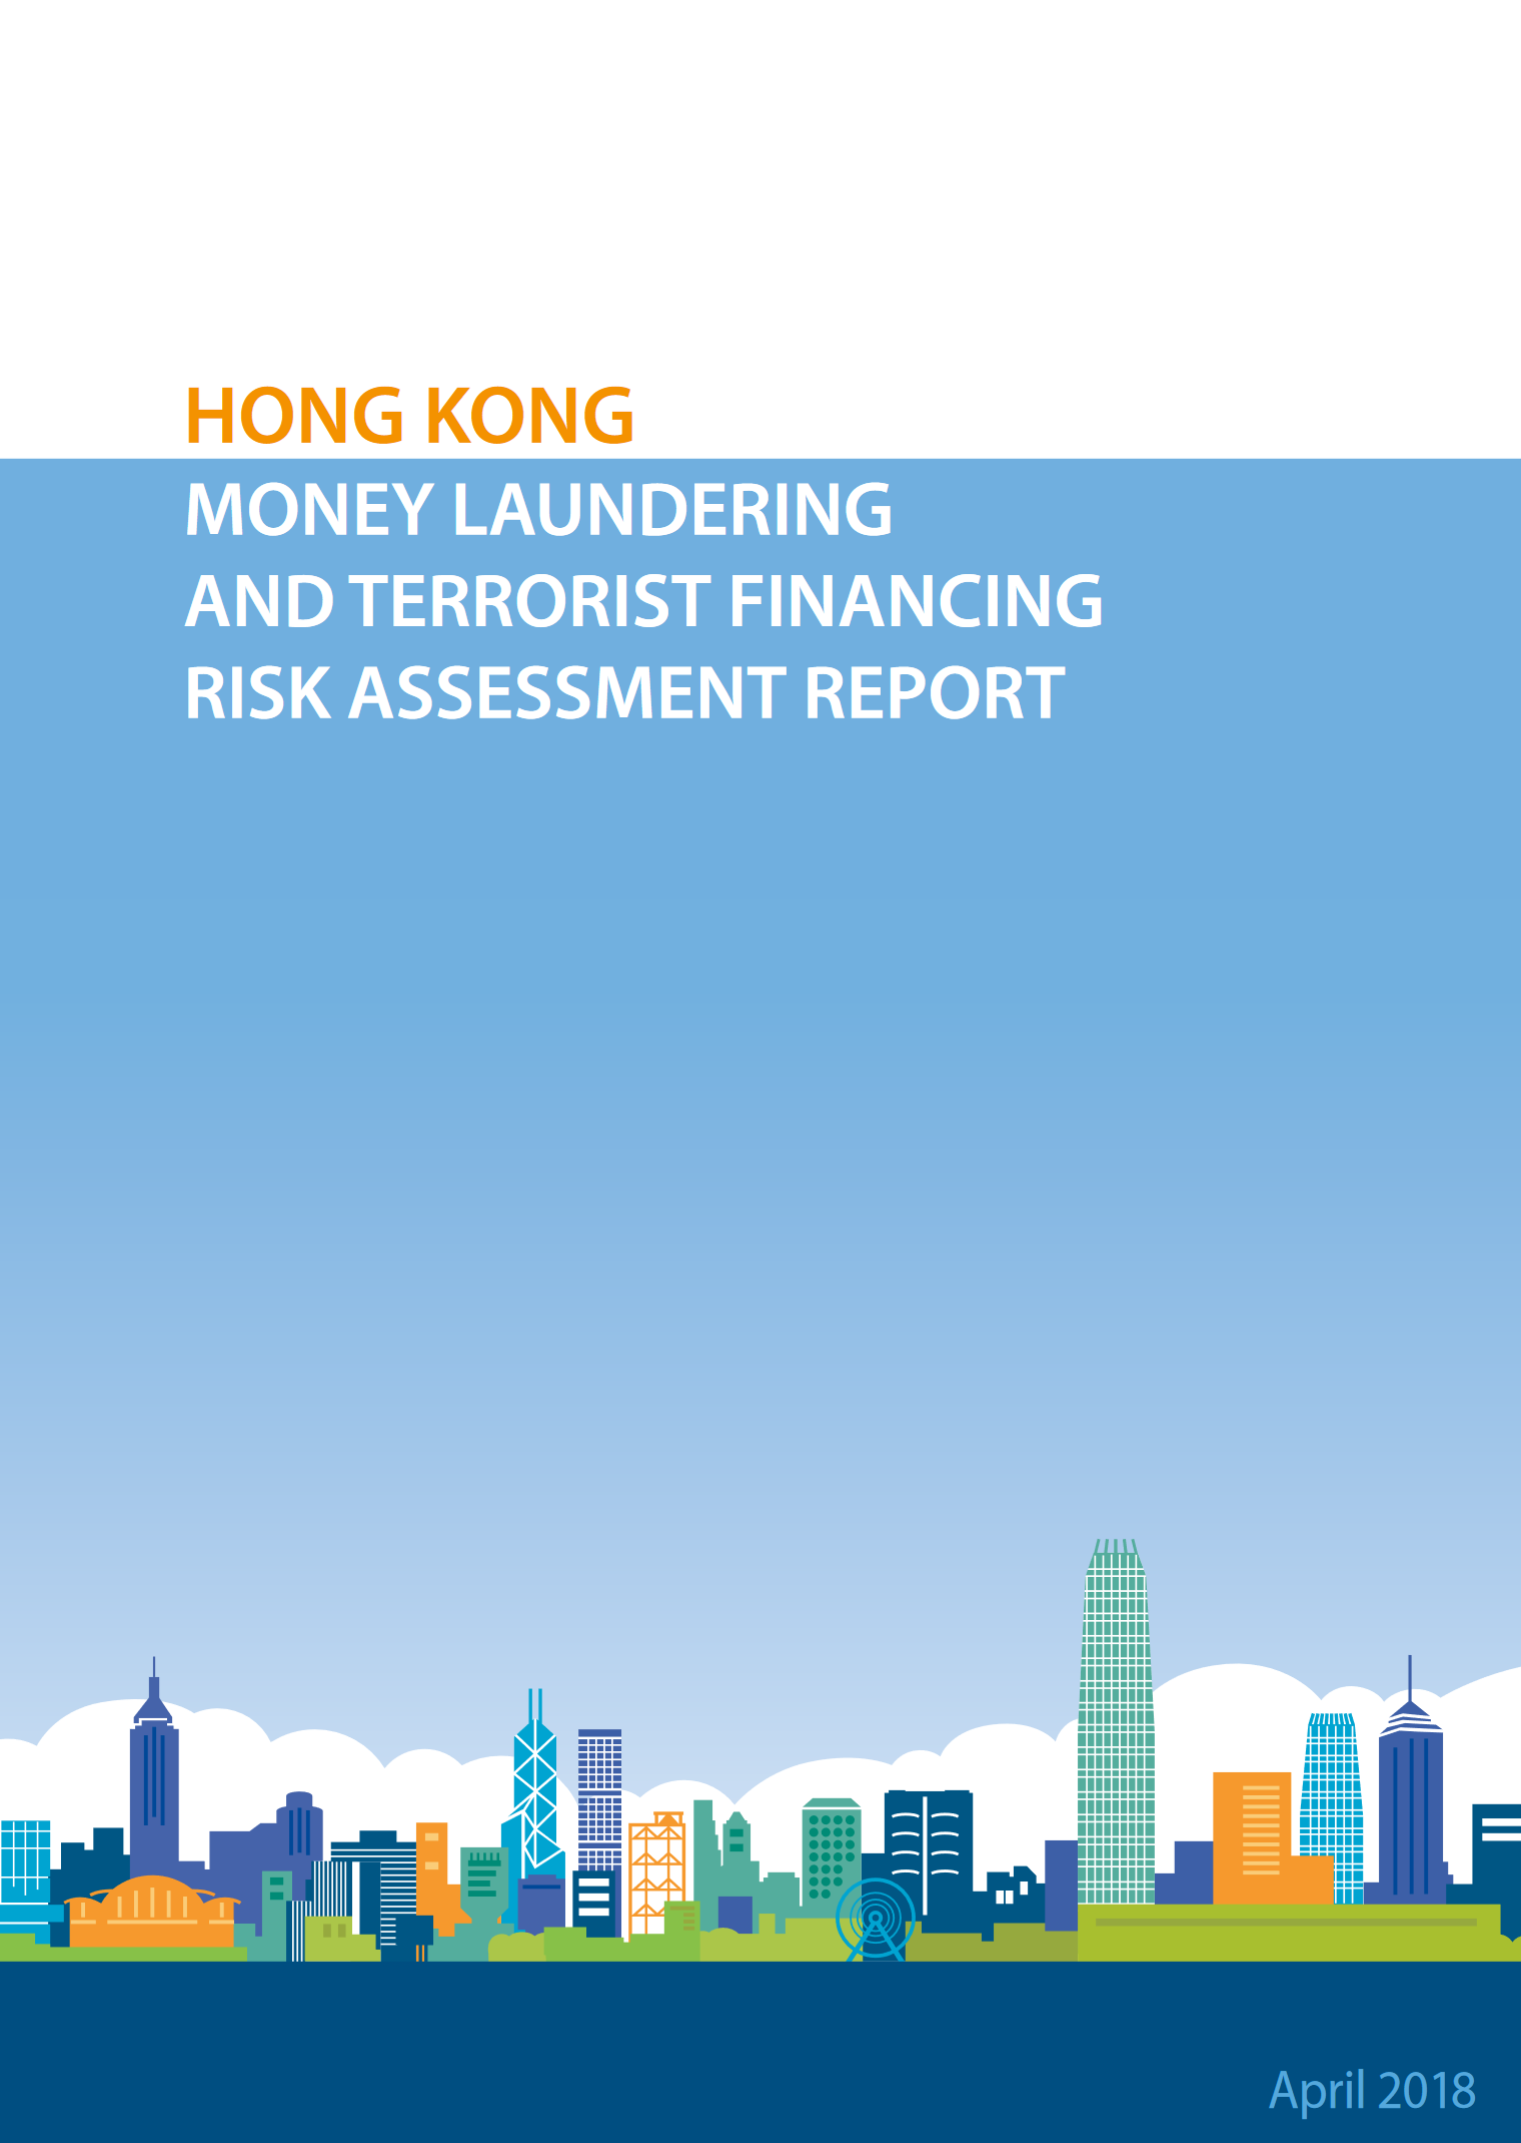 HONG KONG
MONEY LAUNDERING
AND TERRORIST FINANCING
RISK ASSESSMENT REPORT
April 2018